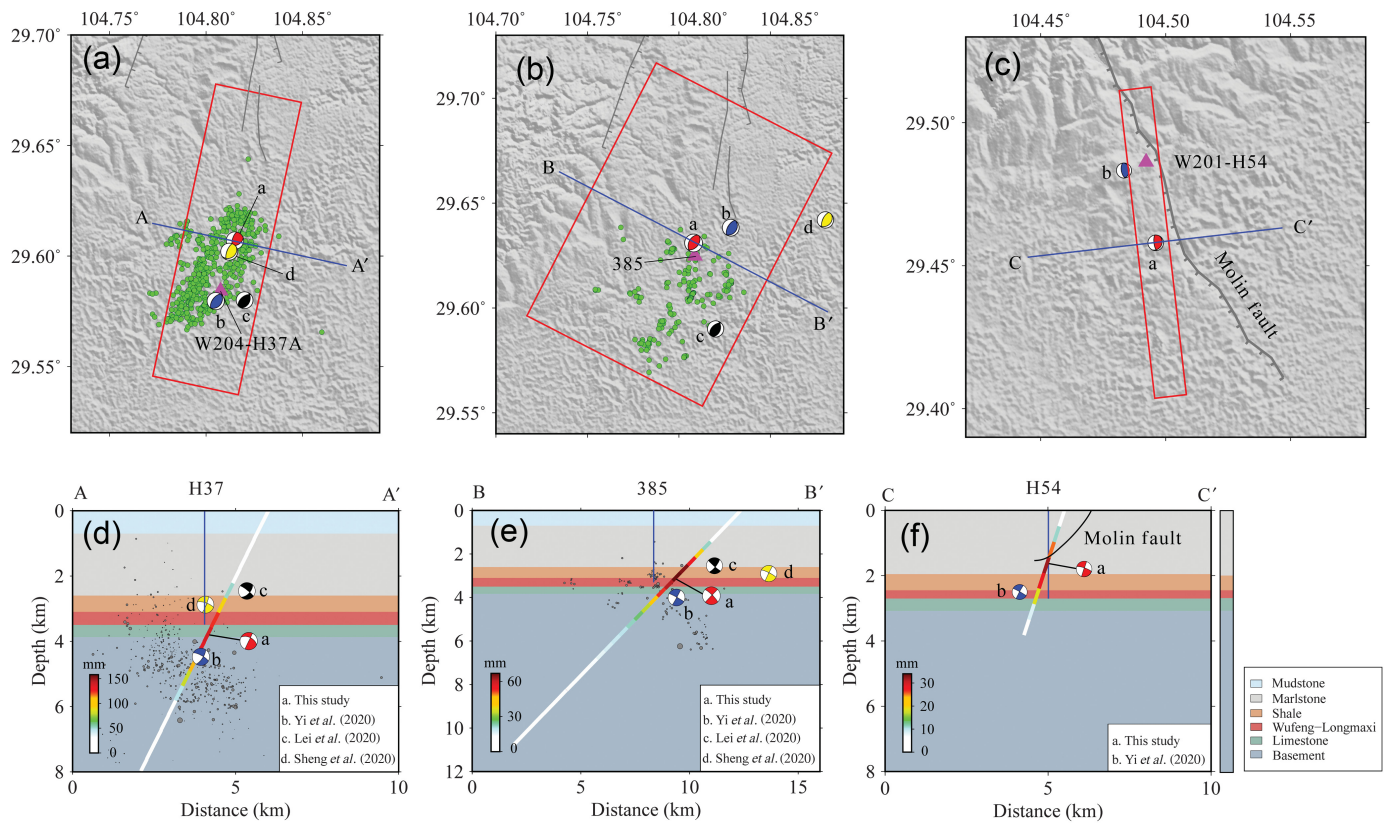 104.75˚ 104.80˚ 104.85˚
29.70˚
29.65˚
29.60˚
29.55˚
(a)
a
A
A′
d
b c
W204-H37A
104.70˚ 104.75˚ 104.80˚ 104.85˚
29.70˚
29.65˚
29.60˚
29.55˚
(b)
B
a
b
d
385
B′
c
104.45˚ 104.50˚ 104.55˚
29.50˚
29.45˚
29.40˚
(c)
W201-H54
b
C′
C
a
Molin fault
A H37 A′
(d)
0
2
4
6
8
Depth (km)
c
d
a
b
mm
150
100
50
0
a. This study
b. Yi et al. (2020)
c. Lei et al. (2020)
d. Sheng et al. (2020)
0 5 10
Distance (km)
B 385 B′
(e)
0
2
4
6
8
10
12
Depth (km)
c
d
a
b
mm
60
30
0
a. This study
b. Yi et al. (2020)
c. Lei et al. (2020)
d. Sheng et al. (2020)
0 5 10 15
Distance (km)
C H54 C′
(f)
Molin fault
0
2
4
6
8
Depth (km)
a
b
mm
30
20
10
0
a. This study
b. Yi et al. (2020)
0 5 10
Distance (km)
Mudstone
Marlstone
Shale
Wufeng−Longmaxi
Limestone
Basement